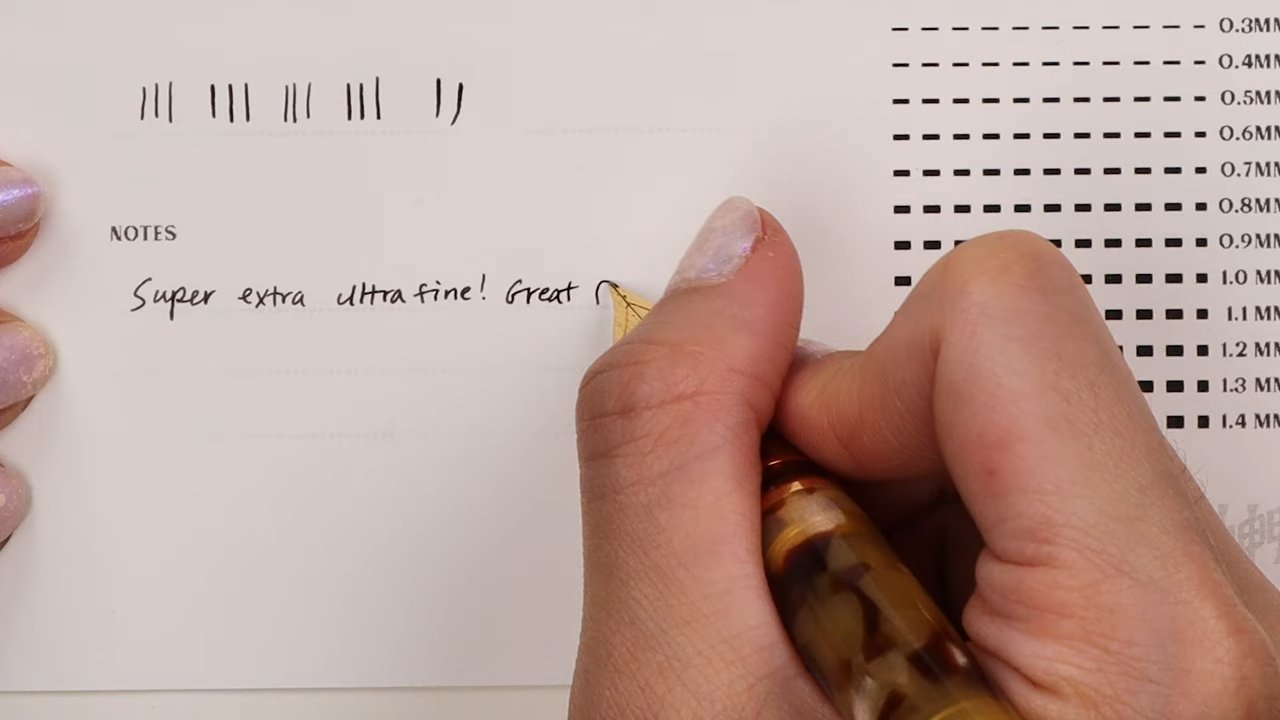 0.3MM
0.4MM
0.5MM
0.6MM
0.7MM
0.8MM
NOTES
0.9MM
1.0 MM
Super extra ultra fine! Great
1.1 MM
1.2 MM
1.3 MM
1.4 MM